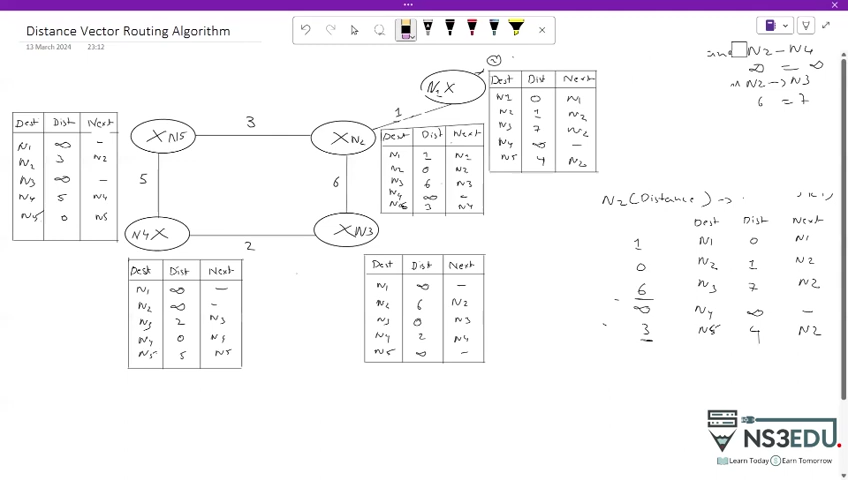 Distance Vector Routing Algorithm
13 March 2024 23:12
N2 - N4
∞ = ∞
N2 → N3
6 = 7
N1 X
2
1
Dest Dist Next
N1 0 N1
N2 1 N2
N3 7 N2
N4 ∞ -
N5 4 N2
Dest Dist Next
N1 ∞ -
N2 3 N2
N3 ∞ -
N4 5 N4
N5 0 N5
X N5
3
X N2
Dest Dist Next
N1 1 N2
N2 0 N2
N3 6 N3
N4 ∞ -
N5 3 N4
5
6
N4 X
2
X N3
Dest Dist Next
N1 ∞ -
N2 ∞ -
N3 2 N3
N4 0 N3
N5 5 N5
Dest Dist Next
N1 ∞ -
N2 6 N2
N3 0 N3
N4 2 N4
N5 ∞ -
N2 (Distance) →
Dest Dist Next
1 N1 0 N1
0 N2 1 N2
6 N3 7 N2
∞ N4 ∞ -
3 N5 4 N2
NS3EDU.
Learn Today Earn Tomorrow